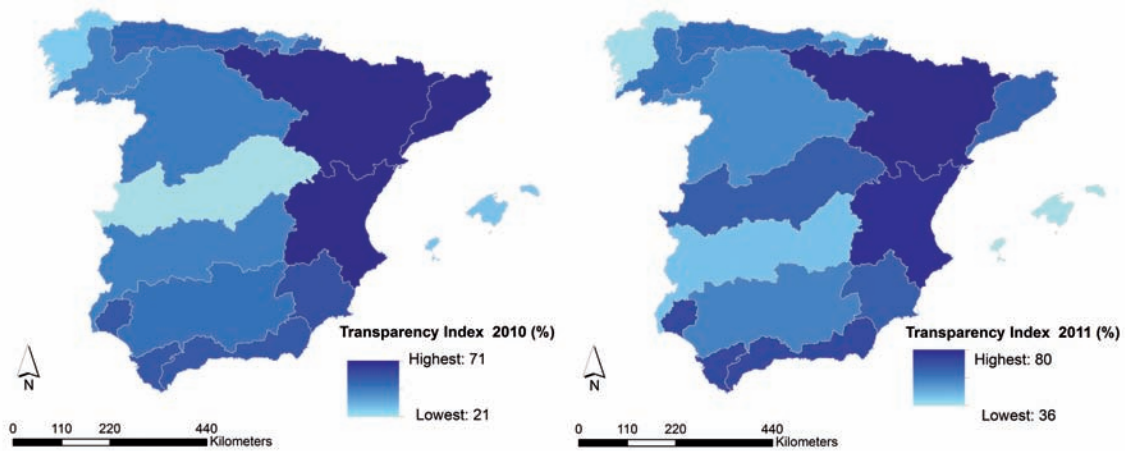 Transparency Index 2010 (%)
Highest: 71
Lowest: 21
N
0 110 220 440
Kilometers
Transparency Index 2011 (%)
Highest: 80
Lowest: 36
N
0 110 220 440
Kilometers